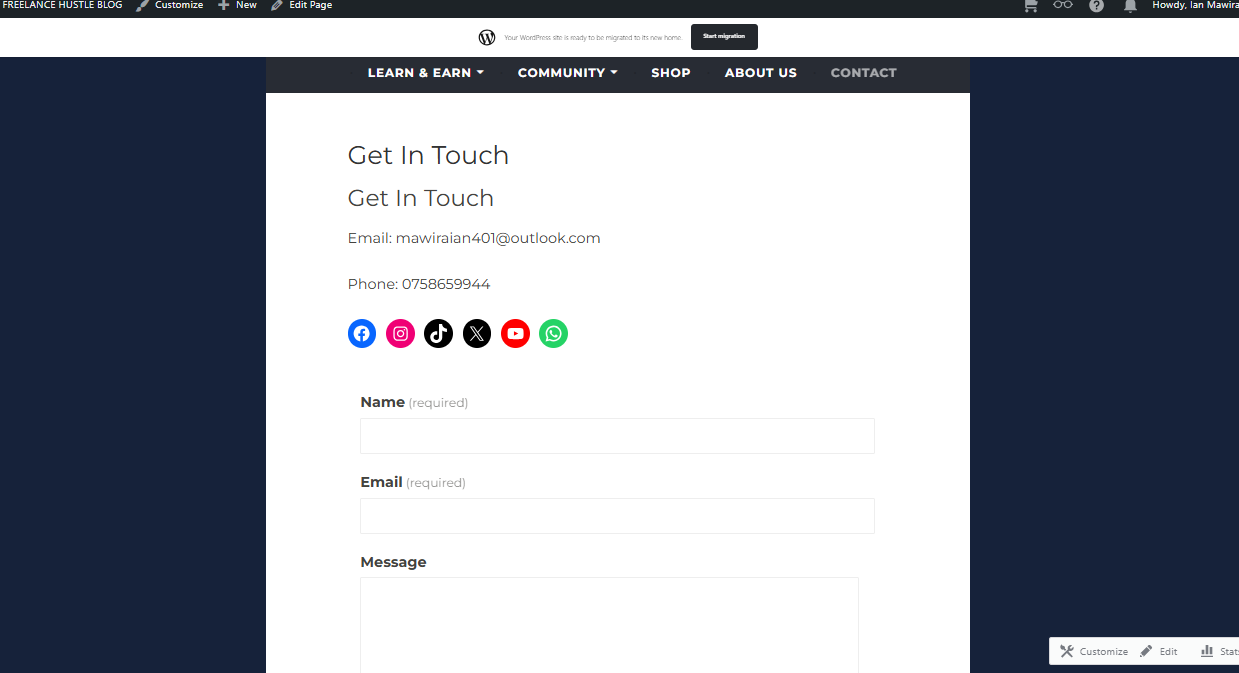 FREELANCE HUSTLE BLOG Customize New Edit Page Howdy, Ian Mawira
Your WordPress site is ready to be migrated to its new home. Start migration
LEARN & EARN COMMUNITY SHOP ABOUT US CONTACT
Get In Touch
Get In Touch
Email: mawiraian401@outlook.com
Phone: 0758659944
Name (required)
Email (required)
Message
Customize Edit Stats